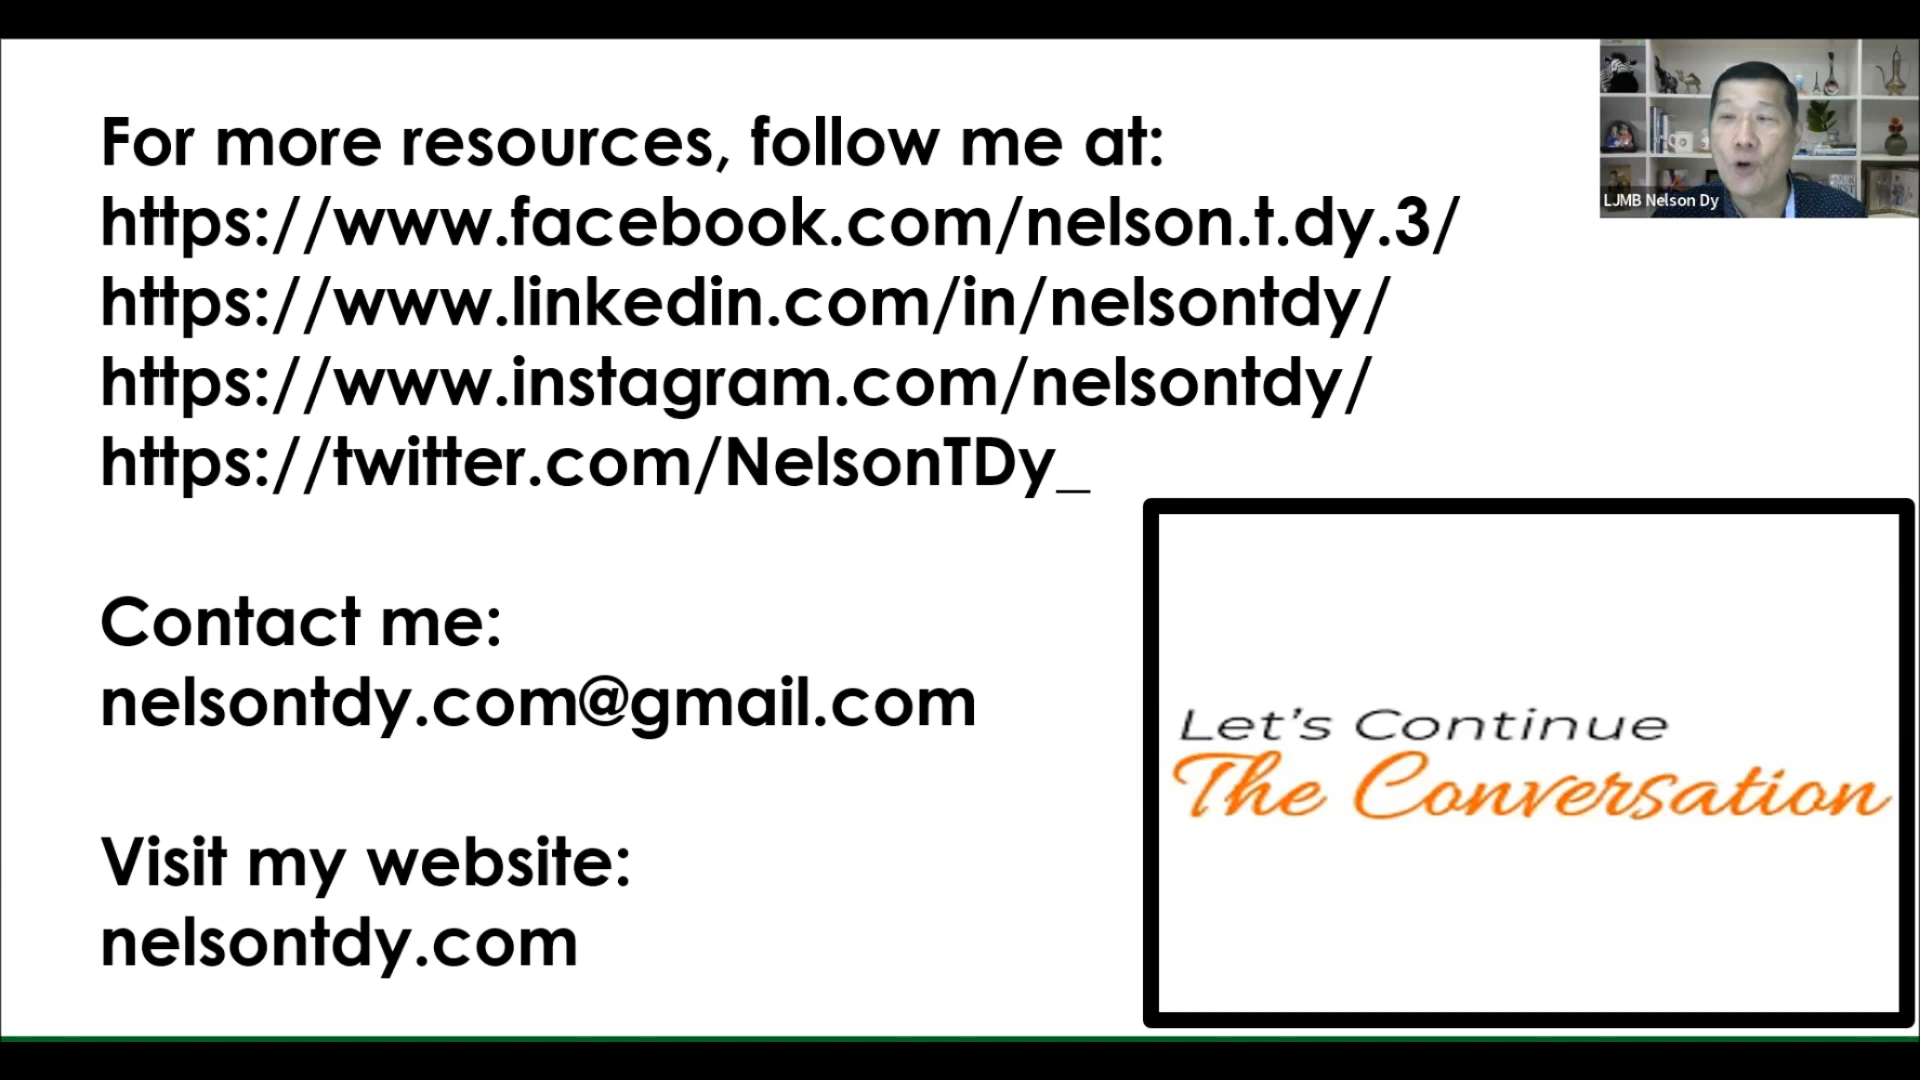 For more resources, follow me at:
https://www.facebook.com/nelson.t.dy.3/
https://www.linkedin.com/in/nelsontdy/
https://www.instagram.com/nelsontdy/
https://twitter.com/NelsonTDy_
Contact me:
nelsontdy.com@gmail.com
Visit my website:
nelsontdy.com
LJMB Nelson Dy
Let's Continue
The Conversation